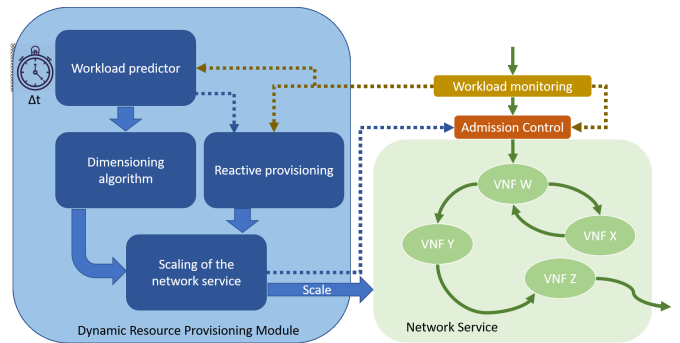 Workload predictor
Δt
Dimensioning
algorithm
Reactive provisioning
Scaling of the
network service
Scale
Dynamic Resource Provisioning Module
Workload monitoring
Admission Control
VNF W
VNF X
VNF Y
VNF Z
Network Service